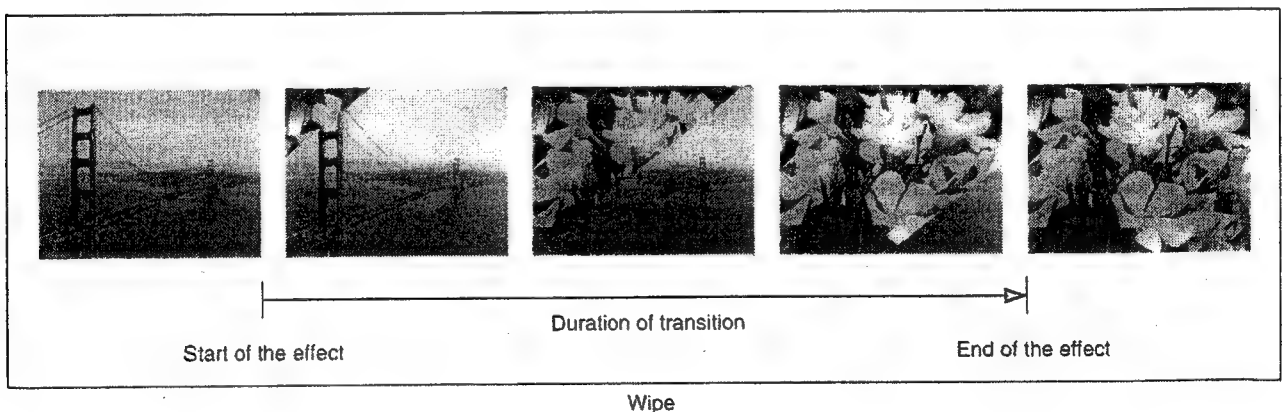 Duration of transition
Start of the effect
End of the effect
Wipe